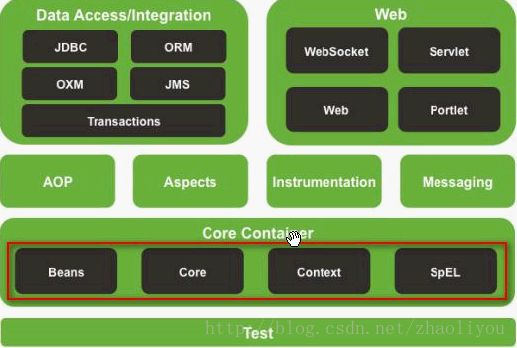 Data Access/Integration
JDBC
ORM
OXM
JMS
Transactions
Web
WebSocket
Servlet
Web
Portlet
AOP
Aspects
Instrumentation
Messaging
Core Container
Beans
Core
Context
SpEL
Test
http://blog.csdn.net/zhaoliyou